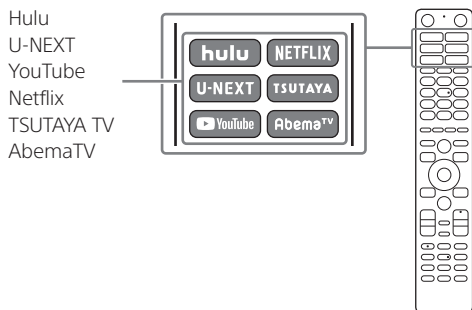 Hulu
U-NEXT
YouTube
Netflix
TSUTAYA TV
AbemaTV
hulu NETFLIX
U-NEXT TSUTAYA
YouTube AbemaTV